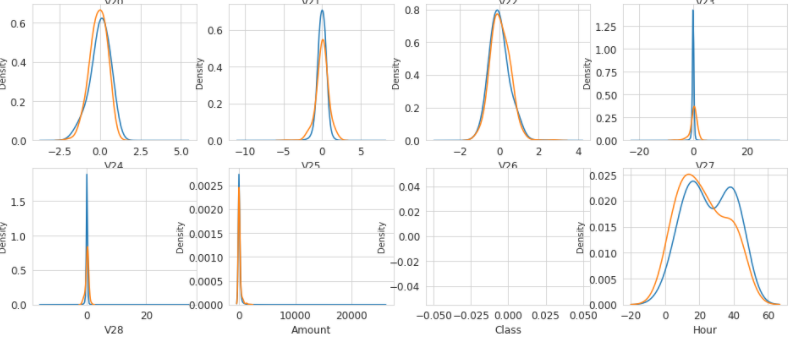 V20 V21 V22 V23
Density 0.6 0.4 0.2 0.0 −2.5 0.0 2.5 5.0 V24
Density 0.6 0.4 0.2 0.0 −10 −5 0 5 V25
Density 0.8 0.6 0.4 0.2 0.0 −2 0 2 4 V26
Density 1.25 1.00 0.75 0.50 0.25 0.00 −20 0 20 V27
Density 1.5 1.0 0.5 0.0 0 20 V28
Density 0.0025 0.0020 0.0015 0.0010 0.0005 0.0000 0 10000 20000 Amount
Density 0.04 0.02 0.00 −0.02 −0.04 −0.050 −0.025 0.000 0.025 0.050 Class
Density 0.025 0.020 0.015 0.010 0.005 0.000 −20 0 20 40 60 Hour